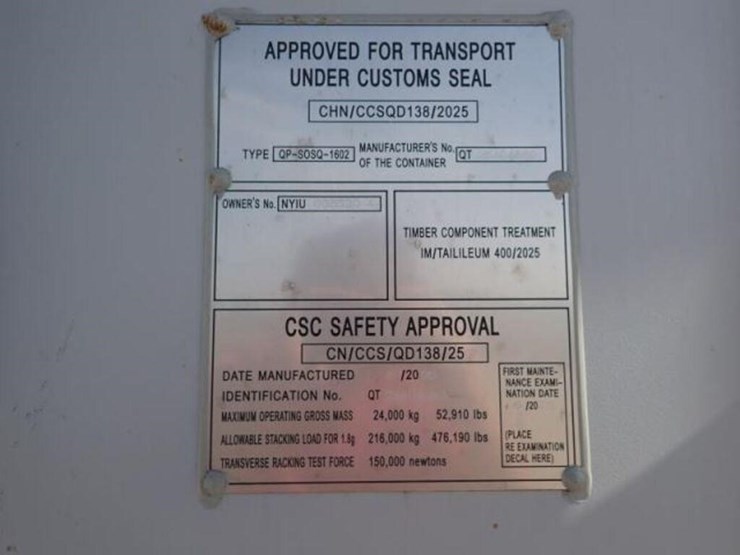 APPROVED FOR TRANSPORT
UNDER CUSTOMS SEAL
CHN/CCSQD138/2025
TYPE QP-SOSQ-1602 MANUFACTURER'S No. OF THE CONTAINER QT
OWNER'S No. NYIU
TIMBER COMPONENT TREATMENT
IM/TAILILEUM 400/2025
CSC SAFETY APPROVAL
CN/CCS/QD138/25
DATE MANUFACTURED /20
IDENTIFICATION No. QT
MAXIMUM OPERATING GROSS MASS 24,000 kg 52,910 lbs
ALLOWABLE STACKING LOAD FOR 1.8g 216,000 kg 476,190 lbs
TRANSVERSE RACKING TEST FORCE 150,000 newtons
FIRST MAINTE-
NANCE EXAMI-
NATION DATE
/20
(PLACE
RE EXAMINATION
DECAL HERE)